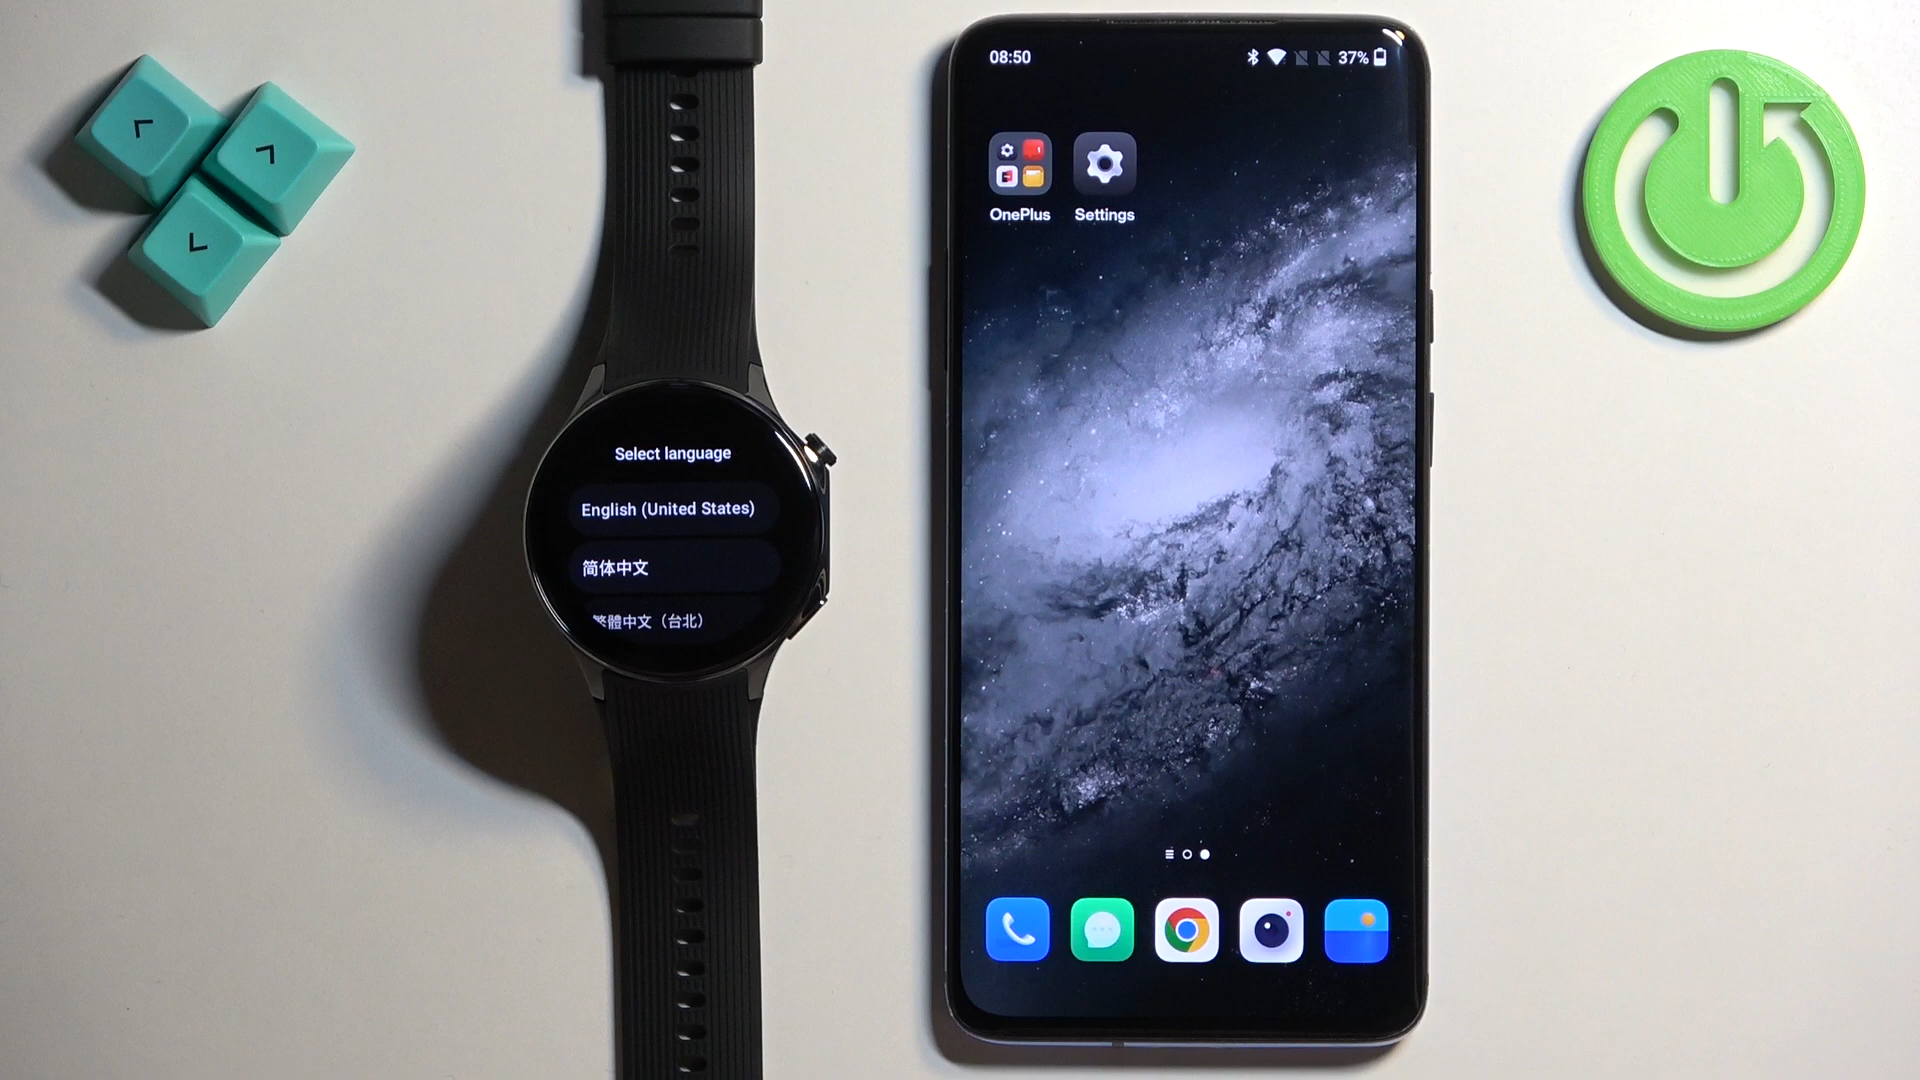 Select language
English (United States)
简体中文
繁體中文（台北）
08:50
37%
OnePlus
Settings